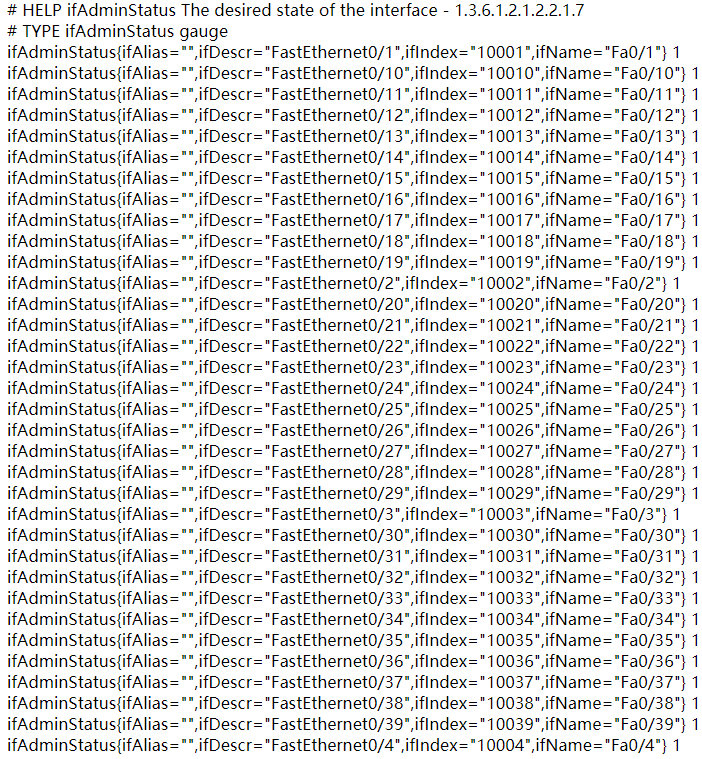 # HELP ifAdminStatus The desired state of the interface - 1.3.6.1.2.1.2.2.1.7
# TYPE ifAdminStatus gauge
ifAdminStatus{ifAlias="",ifDescr="FastEthernet0/1",ifIndex="10001",ifName="Fa0/1"} 1
ifAdminStatus{ifAlias="",ifDescr="FastEthernet0/10",ifIndex="10010",ifName="Fa0/10"} 1
ifAdminStatus{ifAlias="",ifDescr="FastEthernet0/11",ifIndex="10011",ifName="Fa0/11"} 1
ifAdminStatus{ifAlias="",ifDescr="FastEthernet0/12",ifIndex="10012",ifName="Fa0/12"} 1
ifAdminStatus{ifAlias="",ifDescr="FastEthernet0/13",ifIndex="10013",ifName="Fa0/13"} 1
ifAdminStatus{ifAlias="",ifDescr="FastEthernet0/14",ifIndex="10014",ifName="Fa0/14"} 1
ifAdminStatus{ifAlias="",ifDescr="FastEthernet0/15",ifIndex="10015",ifName="Fa0/15"} 1
ifAdminStatus{ifAlias="",ifDescr="FastEthernet0/16",ifIndex="10016",ifName="Fa0/16"} 1
ifAdminStatus{ifAlias="",ifDescr="FastEthernet0/17",ifIndex="10017",ifName="Fa0/17"} 1
ifAdminStatus{ifAlias="",ifDescr="FastEthernet0/18",ifIndex="10018",ifName="Fa0/18"} 1
ifAdminStatus{ifAlias="",ifDescr="FastEthernet0/19",ifIndex="10019",ifName="Fa0/19"} 1
ifAdminStatus{ifAlias="",ifDescr="FastEthernet0/2",ifIndex="10002",ifName="Fa0/2"} 1
ifAdminStatus{ifAlias="",ifDescr="FastEthernet0/20",ifIndex="10020",ifName="Fa0/20"} 1
ifAdminStatus{ifAlias="",ifDescr="FastEthernet0/21",ifIndex="10021",ifName="Fa0/21"} 1
ifAdminStatus{ifAlias="",ifDescr="FastEthernet0/22",ifIndex="10022",ifName="Fa0/22"} 1
ifAdminStatus{ifAlias="",ifDescr="FastEthernet0/23",ifIndex="10023",ifName="Fa0/23"} 1
ifAdminStatus{ifAlias="",ifDescr="FastEthernet0/24",ifIndex="10024",ifName="Fa0/24"} 1
ifAdminStatus{ifAlias="",ifDescr="FastEthernet0/25",ifIndex="10025",ifName="Fa0/25"} 1
ifAdminStatus{ifAlias="",ifDescr="FastEthernet0/26",ifIndex="10026",ifName="Fa0/26"} 1
ifAdminStatus{ifAlias="",ifDescr="FastEthernet0/27",ifIndex="10027",ifName="Fa0/27"} 1
ifAdminStatus{ifAlias="",ifDescr="FastEthernet0/28",ifIndex="10028",ifName="Fa0/28"} 1
ifAdminStatus{ifAlias="",ifDescr="FastEthernet0/29",ifIndex="10029",ifName="Fa0/29"} 1
ifAdminStatus{ifAlias="",ifDescr="FastEthernet0/3",ifIndex="10003",ifName="Fa0/3"} 1
ifAdminStatus{ifAlias="",ifDescr="FastEthernet0/30",ifIndex="10030",ifName="Fa0/30"} 1
ifAdminStatus{ifAlias="",ifDescr="FastEthernet0/31",ifIndex="10031",ifName="Fa0/31"} 1
ifAdminStatus{ifAlias="",ifDescr="FastEthernet0/32",ifIndex="10032",ifName="Fa0/32"} 1
ifAdminStatus{ifAlias="",ifDescr="FastEthernet0/33",ifIndex="10033",ifName="Fa0/33"} 1
ifAdminStatus{ifAlias="",ifDescr="FastEthernet0/34",ifIndex="10034",ifName="Fa0/34"} 1
ifAdminStatus{ifAlias="",ifDescr="FastEthernet0/35",ifIndex="10035",ifName="Fa0/35"} 1
ifAdminStatus{ifAlias="",ifDescr="FastEthernet0/36",ifIndex="10036",ifName="Fa0/36"} 1
ifAdminStatus{ifAlias="",ifDescr="FastEthernet0/37",ifIndex="10037",ifName="Fa0/37"} 1
ifAdminStatus{ifAlias="",ifDescr="FastEthernet0/38",ifIndex="10038",ifName="Fa0/38"} 1
ifAdminStatus{ifAlias="",ifDescr="FastEthernet0/39",ifIndex="10039",ifName="Fa0/39"} 1
ifAdminStatus{ifAlias="",ifDescr="FastEthernet0/4",ifIndex="10004",ifName="Fa0/4"} 1